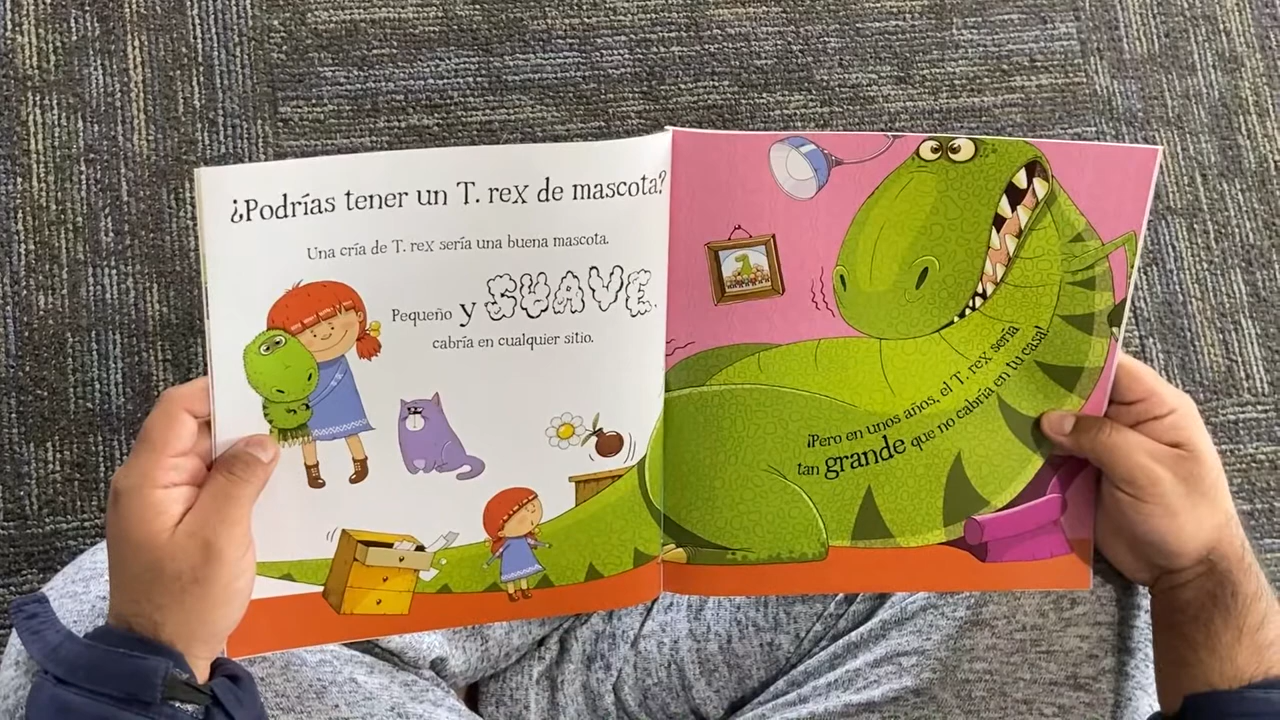 ¿Podrías tener un T. rex de mascota?
Una cría de T. rex sería una buena mascota.
Pequeño y SUAVE,
cabría en cualquier sitio.
¡Pero en unos años, el T. rex sería
tan grande que no cabría en tu casa!